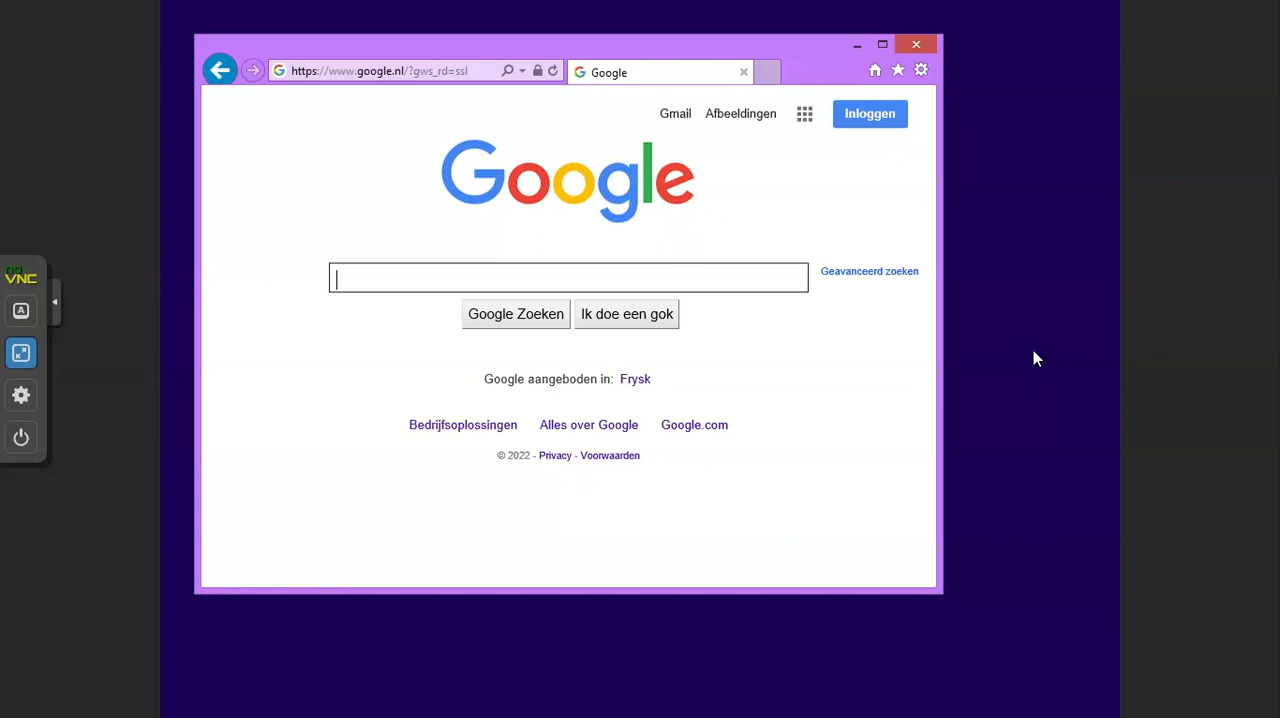 https://www.google.nl/?gws_rd=ssl
Google
Gmail Afbeeldingen Inloggen
Google
Geavanceerd zoeken
Google Zoeken Ik doe een gok
Google aangeboden in: Frysk
Bedrijfsoplossingen Alles over Google Google.com
© 2022 - Privacy - Voorwaarden
noVNC
A